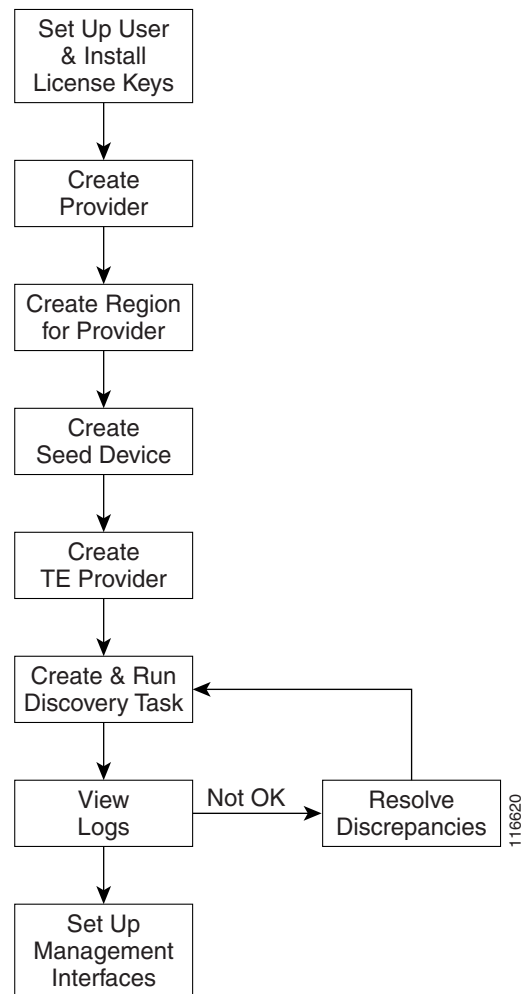 Set Up User
& Install
License Keys
Create
Provider
Create Region
for Provider
Create
Seed Device
Create
TE Provider
Create & Run
Discovery Task
View
Logs
Not OK
Resolve
Discrepancies
116620
Set Up
Management
Interfaces